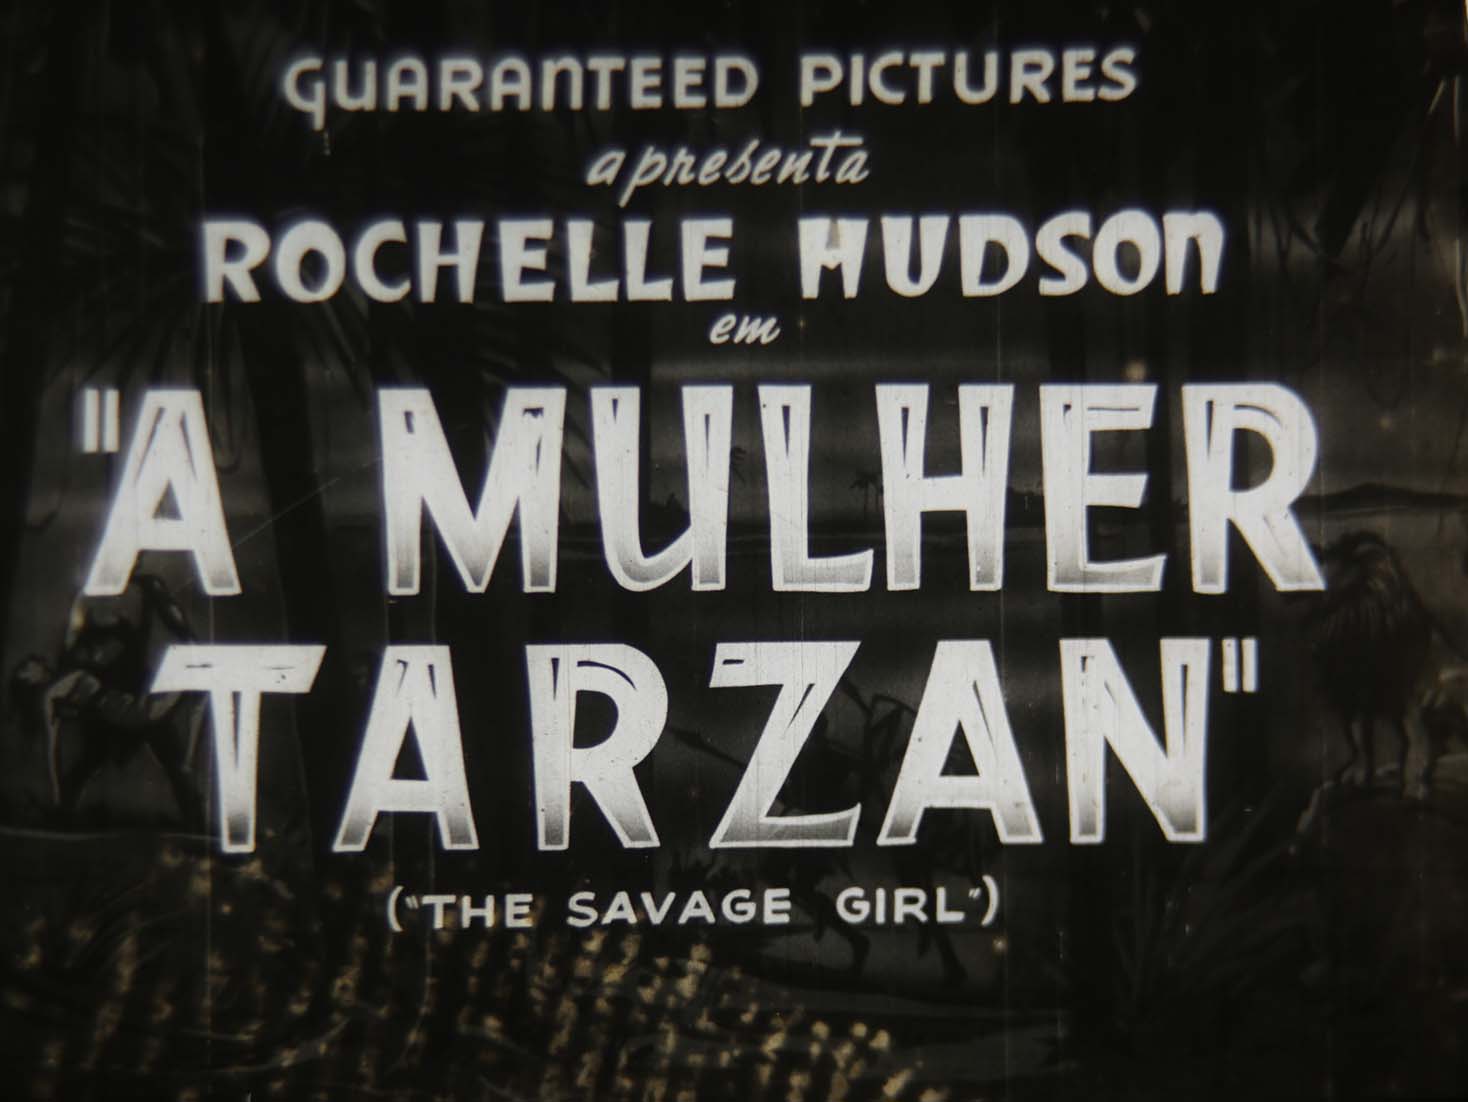 GUARANTEED PICTURES
apresenta
ROCHELLE HUDSON
em
"A MULHER
TARZAN"
("THE SAVAGE GIRL")